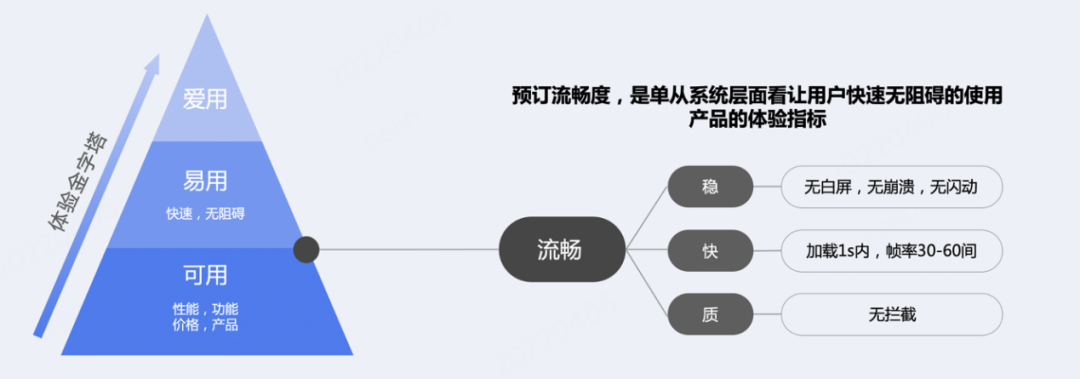 体验金字塔
爱用
易用
快速，无阻碍
可用
性能，功能
价格，产品
预订流畅度，是单从系统层面看让用户快速无阻碍的使用
产品的体验指标
流畅
稳
无白屏，无崩溃，无闪动
快
加载1s内，帧率30-60间
质
无拦截